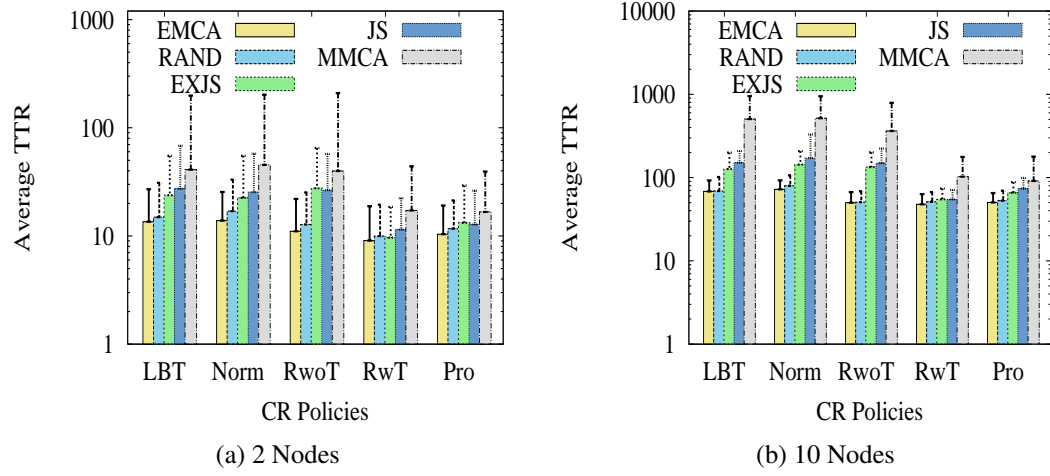 1000
100
10
1
Average TTR
EMCA
RAND
EXJS
JS
MMCA
LBT Norm RwoT RwT Pro
CR Policies
(a) 2 Nodes
10000
1000
100
10
1
Average TTR
EMCA
RAND
EXJS
JS
MMCA
LBT Norm RwoT RwT Pro
CR Policies
(b) 10 Nodes